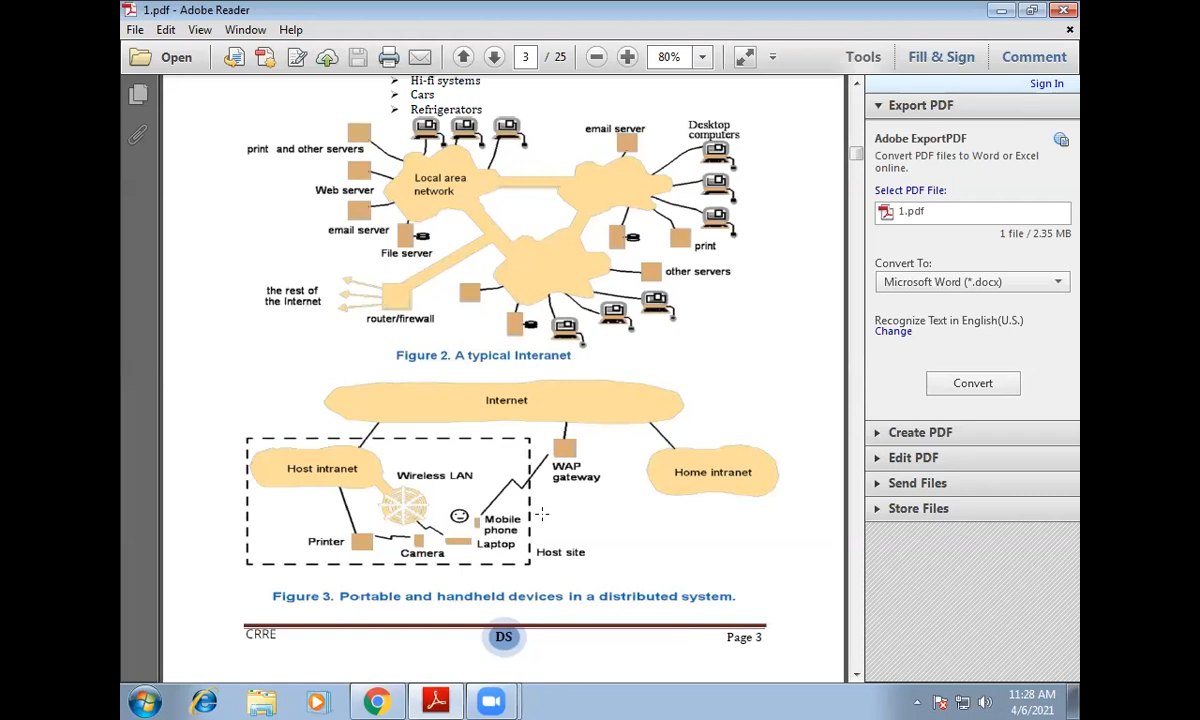 1.pdf - Adobe Reader
File Edit View Window Help
Open 3 / 25 80% Tools Fill & Sign Comment
Sign In
Export PDF
Adobe ExportPDF
Convert PDF files to Word or Excel
online.
Select PDF File:
1.pdf
1 file / 2.35 MB
Convert To:
Microsoft Word (*.docx)
Recognize Text in English(U.S.)
Change
Convert
Create PDF
Edit PDF
Send Files
Store Files
➢ Hi-fi systems
➢ Cars
➢ Refrigerators
print and other servers
Web server
email server
File server
Local area
network
email server
Desktop
computers
print
other servers
the rest of
the Internet
router/firewall
Figure 2. A typical Interanet
Internet
Host intranet
Wireless LAN
WAP
gateway
Home intranet
Mobile
phone
Printer
Camera
Laptop
Host site
Figure 3. Portable and handheld devices in a distributed system.
CRRE DS Page 3
11:28 AM
4/6/2021